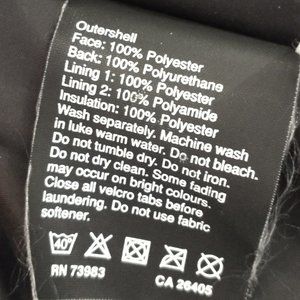 Outershell
Face: 100% Polyester
Back: 100% Polyurethane
Lining 1: 100% Polyester
Lining 2: 100% Polyamide
Insulation: 100% Polyester
Wash separately. Machine wash
in luke warm water. Do not bleach.
Do not tumble dry. Do not iron.
Do not dry clean. Some fading
may occur on bright colours.
Close all velcro tabs before
laundering. Do not use fabric
softener.
40°
RN 73983 CA 26405